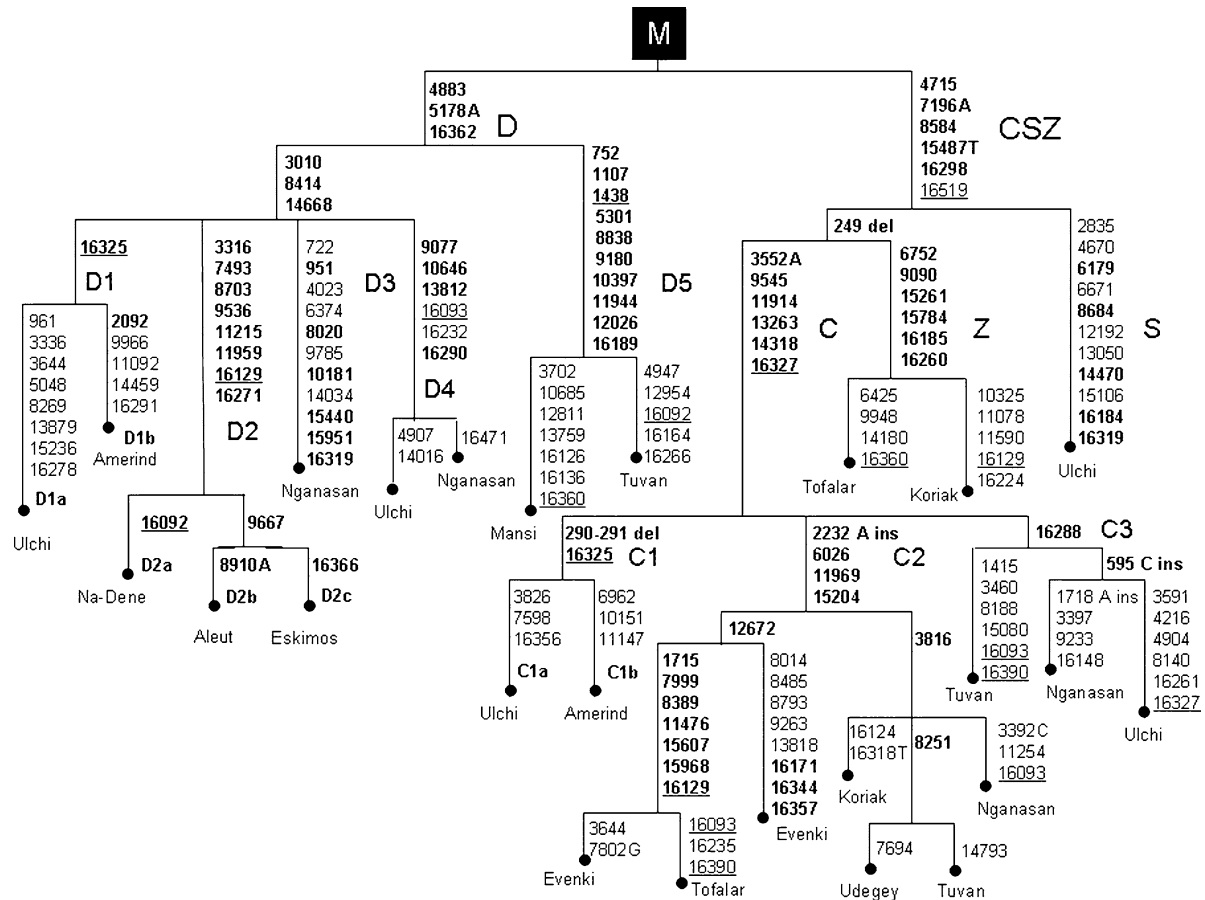 M
4883
5178A
16362
D
4715
7196A
8584
15487T
16298
16519
CSZ
3010
8414
14668
752
1107
1438
5301
8838
9180
10397
11944
12026
16189
D5
16325
D1
3316
7493
8703
9536
11215
11959
16129
16271
D2
722
951
4023
6374
8020
9785
10181
14034
15440
15951
16319
Nganasan
D3
9077
10646
13812
16093
16232
16290
D4
249 del
3552A
9545
11914
13263
14318
16327
C
6752
9090
15261
15784
16185
16260
Z
2835
4670
6179
6671
8684
12192
13050
14470
15106
16184
16319
S
Ulchi
961
3336
3644
5048
8269
13879
15236
16278
D1a
Ulchi
2092
9966
11092
14459
16291
D1b
Amerind
4907
14016
Ulchi
16471
Nganasan
3702
10685
12811
13759
16126
16136
16360
Mansi
4947
12954
16092
16164
16266
Tuvan
6425
9948
14180
16360
Tofalar
10325
11078
11590
16129
16224
Koriak
16092
D2a
Na-Dene
9667
8910A
D2b
Aleut
16366
D2c
Eskimos
290-291 del
16325
C1
2232 A ins
6026
11969
15204
C2
16288
C3
3826
7598
16356
C1a
Ulchi
6962
10151
11147
C1b
Amerind
12672
3816
1415
3460
8188
15080
16093
16390
Tuvan
595 C ins
1718 A ins
3397
9233
16148
Nganasan
3591
4216
4904
8140
16261
16327
Ulchi
1715
7999
8389
11476
15607
15968
16129
8014
8485
8793
9263
13818
16171
16344
16357
Evenki
16124
16318T
Koriak
8251
3392C
11254
16093
Nganasan
3644
7802G
Evenki
16093
16235
16390
Tofalar
7694
Udegey
14793
Tuvan